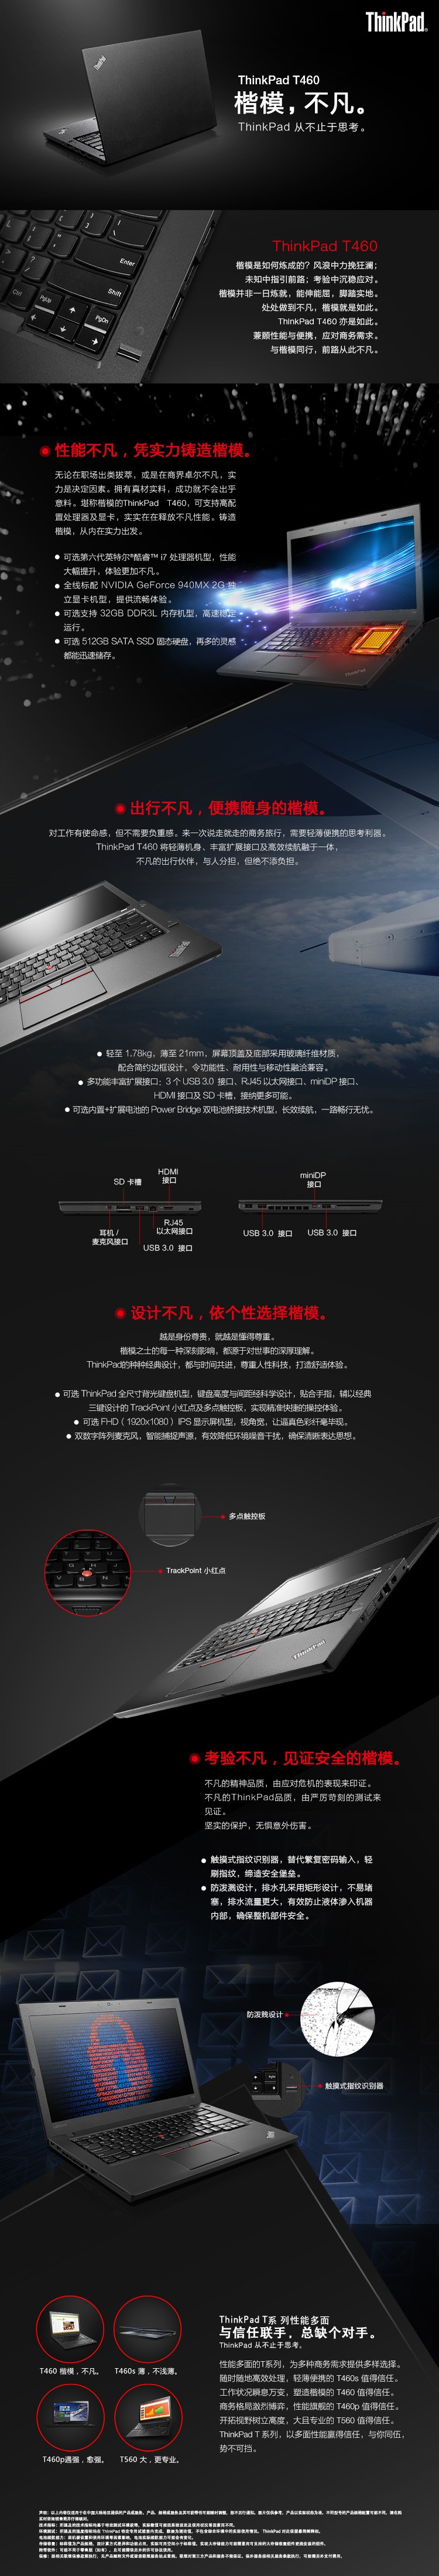 ThinkPad
ThinkPad T460
楷模，不凡。
ThinkPad 从不止于思考。
Enter
Shift
Ctrl
PgUp
PgDn
ThinkPad T460
楷模是如何炼成的？风浪中力挽狂澜；
未知中指引前路；考验中沉稳应对。
楷模并非一日炼就，能伸能屈，脚踏实地。
处处做到不凡，楷模就是如此。
ThinkPad T460 亦是如此。
兼顾性能与便携，应对商务需求。
与楷模同行，前路从此不凡。
性能不凡，凭实力铸造楷模。
无论在职场出类拔萃，或是在商界卓尔不凡，实
力是决定因素。拥有真材实料，成功就不会出乎
意料。堪称楷模的ThinkPad T460，可支持高配
置处理器及显卡，实实在在释放不凡性能。铸造
楷模，从内在实力出发。
可选第六代英特尔®酷睿™ i7 处理器机型，性能
大幅提升，体验更加不凡。
全线标配 NVIDIA GeForce 940MX 2G 独
立显卡机型，提供流畅体验。
可选支持 32GB DDR3L 内存机型，高速稳定
运行。
可选 512GB SATA SSD 固态硬盘，再多的灵感
都能迅速储存。
出行不凡，便携随身的楷模。
对工作有使命感，但不需要负重感。来一次说走就走的商务旅行，需要轻薄便携的思考利器。
ThinkPad T460 将轻薄机身、丰富扩展接口及高效续航融于一体，
不凡的出行伙伴，与人分担，但绝不添负担。
轻至 1.78kg，薄至 21mm，屏幕顶盖及底部采用玻璃纤维材质，
配合简约边框设计，令功能性、耐用性与移动性融洽兼容。
多功能丰富扩展接口；3 个 USB 3.0 接口、RJ45 以太网接口、miniDP 接口、
HDMI 接口及 SD 卡槽，接纳更多可能。
可选内置+扩展电池的 Power Bridge 双电池桥接技术机型，长效续航，一路畅行无忧。
SD 卡槽
HDMI
接口
miniDP
接口
耳机 /
麦克风接口
RJ45
以太网接口
USB 3.0 接口
USB 3.0 接口
USB 3.0 接口
设计不凡，依个性选择楷模。
越是身份尊贵，就越是懂得尊重。
楷模之士的每一种深刻影响，都源于对世事的深厚理解。
ThinkPad的种种经典设计，都与时间共进，尊重人性科技，打造舒适体验。
可选 ThinkPad 全尺寸背光键盘机型，键盘高度与间距经科学设计，贴合手指，辅以经典
三键设计的 TrackPoint 小红点及多点触控板，实现精准快捷的操控体验。
可选 FHD（1920x1080）IPS 显示屏机型，视角宽，让逼真色彩纤毫毕现。
双数字阵列麦克风，智能捕捉声源，有效降低环境噪音干扰，确保清晰表达思想。
多点触控板
TrackPoint 小红点
ThinkPad
考验不凡，见证安全的楷模。
不凡的精神品质，由应对危机的表现来印证。
不凡的ThinkPad品质，由严厉苛刻的测试来
见证。
坚实的保护，无惧意外伤害。
触摸式指纹识别器，替代繁复密码输入，轻
刷指纹，缔造安全堡垒。
防泼溅设计，排水孔采用矩形设计，不易堵
塞，排水流量更大，有效防止液体渗入机器
内部，确保整机部件安全。
防泼溅设计
触摸式指纹识别器
ThinkPad T系 列性能多面
与信任联手，总缺个对手。
ThinkPad 从不止于思考。
T460 楷模，不凡。
T460s 薄，不浅薄。
T460p遇强，愈强。
T560 大，更专业。
性能多面的T系列，为多种商务需求提供多样选择。
随时随地高效处理，轻薄便携的 T460s 值得信任。
工作状况瞬息万变，塑造楷模的 T460 值得信任。
商务格局激烈博弈，性能旗舰的 T460p 值得信任。
开拓视野树立高度，大且专业的 T560 值得信任。
ThinkPad T 系列，以多面性能赢得信任，与你同伍，
势不可挡。